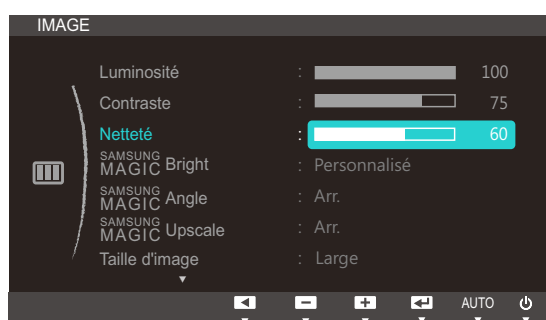 IMAGE
Luminosité : 100
Contraste : 75
Netteté : 60
SAMSUNG MAGIC Bright : Personnalisé
SAMSUNG MAGIC Angle : Arr.
SAMSUNG MAGIC Upscale : Arr.
Taille d'image : Large
AUTO